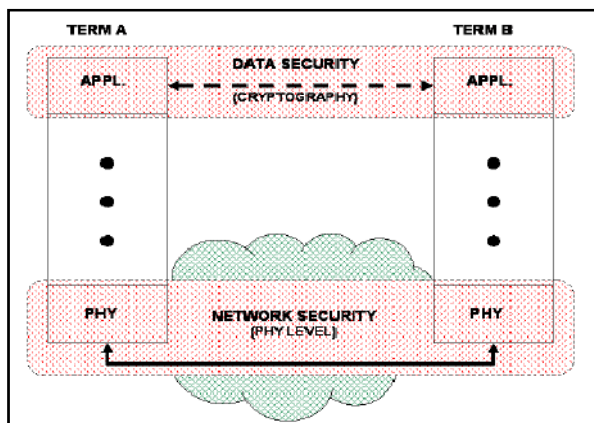 TERM A
TERM B
DATA SECURITY
APPL.
APPL.
(CRYPTOGRAPHY)
NETWORK SECURITY
PHY
PHY
(PHY LEVEL)